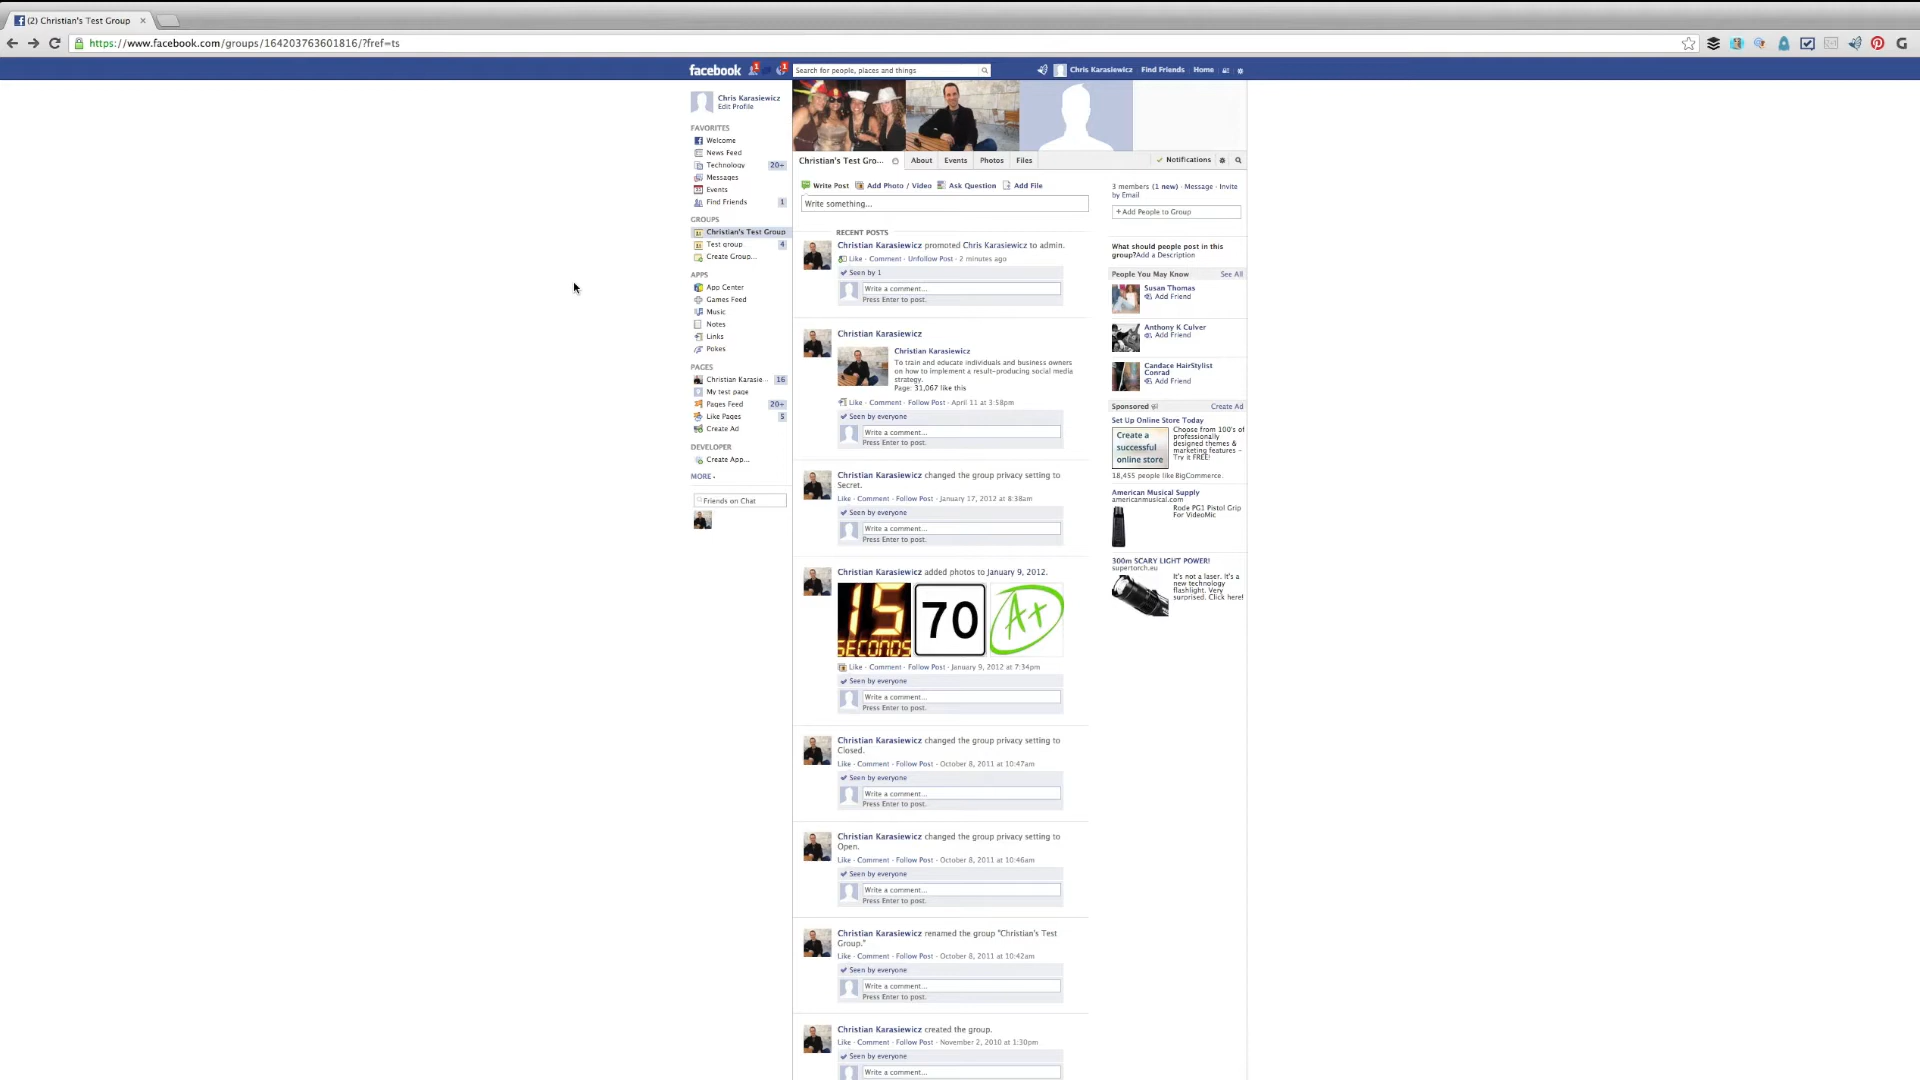 (2) Christian's Test Group
https://www.facebook.com/groups/164203763601816/?fref=ts
facebook
1
1
Search for people, places and things
Chris Karasiewicz
Find Friends
Home
Chris Karasiewicz
Edit Profile
FAVORITES
Welcome
News Feed
Technology 20+
Messages
Events
Find Friends 1
GROUPS
Christian's Test Group
Test group 4
Create Group...
APPS
App Center
Games Feed
Music
Notes
Links
Pokes
PAGES
Christian Karasie... 16
My test page
Pages Feed 20+
Like Pages 5
Create Ad
DEVELOPER
Create App...
MORE
Friends on Chat
Christian's Test Gro...
About
Events
Photos
Files
Notifications
Write Post
Add Photo / Video
Ask Question
Add File
Write something...
RECENT POSTS
Christian Karasiewicz promoted Chris Karasiewicz to admin.
Like · Comment · Unfollow Post · 2 minutes ago
Seen by 1
Write a comment...
Press Enter to post.
Christian Karasiewicz
Christian Karasiewicz
To train and educate individuals and business owners
on how to implement a result-producing social media
strategy.
Page: 31,067 like this
Like · Comment · Follow Post · April 11 at 3:58pm
Seen by everyone
Write a comment...
Press Enter to post.
Christian Karasiewicz changed the group privacy setting to
Secret.
Like · Comment · Follow Post · January 17, 2012 at 8:38am
Seen by everyone
Write a comment...
Press Enter to post.
Christian Karasiewicz added photos to January 9, 2012.
15
SECONDS
70
A+
Like · Comment · Follow Post · January 9, 2012 at 7:34pm
Seen by everyone
Write a comment...
Press Enter to post.
Christian Karasiewicz changed the group privacy setting to
Closed.
Like · Comment · Follow Post · October 8, 2011 at 10:47am
Seen by everyone
Write a comment...
Press Enter to post.
Christian Karasiewicz changed the group privacy setting to
Open.
Like · Comment · Follow Post · October 8, 2011 at 10:46am
Seen by everyone
Write a comment...
Press Enter to post.
Christian Karasiewicz renamed the group "Christian's Test
Group."
Like · Comment · Follow Post · October 8, 2011 at 10:42am
Seen by everyone
Write a comment...
Press Enter to post.
Christian Karasiewicz created the group.
Like · Comment · Follow Post · November 2, 2010 at 1:30pm
Seen by everyone
Write a comment...
3 members (1 new) · Message · Invite
by Email
+ Add People to Group
What should people post in this
group? Add a Description
People You May Know See All
Susan Thomas
Add Friend
Anthony K Culver
Add Friend
Candace HairStylist
Conrad
Add Friend
Sponsored Create Ad
Set Up Online Store Today
Create a
successful
online store
Choose from 100's of
professionally
designed themes &
marketing features -
Try it FREE!
18,455 people like BigCommerce.
American Musical Supply
americanmusical.com
Rode PG1 Pistol Grip
For VideoMic
300m SCARY LIGHT POWER!
supertorch.eu
It's not a laser. It's a
new technology
flashlight. Very
surprised. Click here!